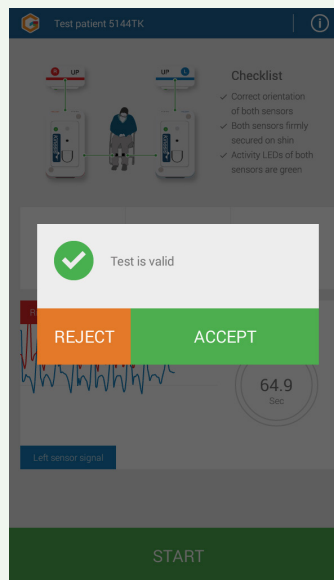 Test patient 5144TK
UP
UP
Checklist
Correct orientation
of both sensors
Both sensors firmly
secured on shin
Activity LEDs of both
sensors are green
Test is valid
REJECT
ACCEPT
64.9
Sec
Left sensor signal
START